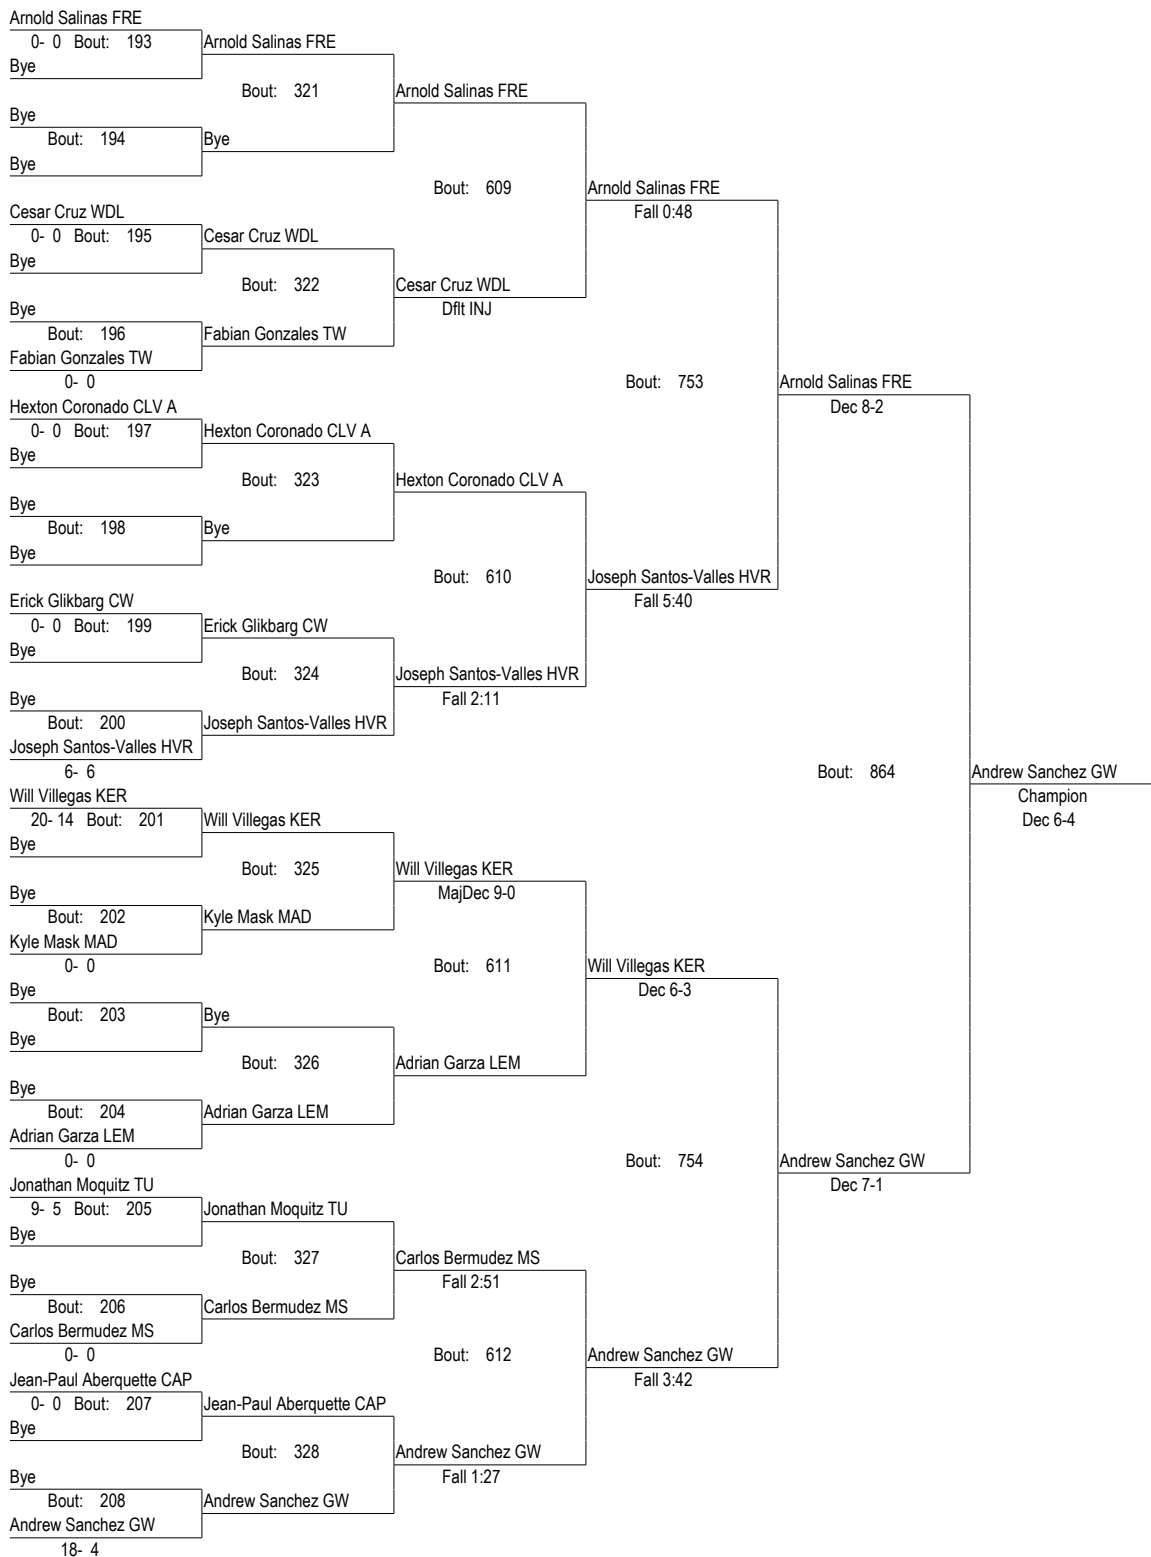 Arnold Salinas FRE
0- 0 Bout: 193 Arnold Salinas FRE
Bye
Bout: 321 Arnold Salinas FRE
Bye
Bout: 194 Bye
Bye
Bout: 609 Arnold Salinas FRE
Cesar Cruz WDL Fall 0:48
0- 0 Bout: 195 Cesar Cruz WDL
Bye
Bout: 322 Cesar Cruz WDL
Bye Dflt INJ
Bout: 196 Fabian Gonzales TW
Fabian Gonzales TW
0- 0 Bout: 753 Arnold Salinas FRE
Hexton Coronado CLV A Dec 8-2
0- 0 Bout: 197 Hexton Coronado CLV A
Bye
Bout: 323 Hexton Coronado CLV A
Bye
Bout: 198 Bye
Bye
Bout: 610 Joseph Santos-Valles HVR
Erick Glikbarg CW Fall 5:40
0- 0 Bout: 199 Erick Glikbarg CW
Bye
Bout: 324 Joseph Santos-Valles HVR
Bye Fall 2:11
Bout: 200 Joseph Santos-Valles HVR
Joseph Santos-Valles HVR
6- 6 Bout: 864 Andrew Sanchez GW
Will Villegas KER Champion
20- 14 Bout: 201 Will Villegas KER Dec 6-4
Bye
Bout: 325 Will Villegas KER
Bye MajDec 9-0
Bout: 202 Kyle Mask MAD
Kyle Mask MAD
0- 0 Bout: 611 Will Villegas KER
Bye Dec 6-3
Bout: 203 Bye
Bye
Bout: 326 Adrian Garza LEM
Bye
Bout: 204 Adrian Garza LEM
Adrian Garza LEM
0- 0 Bout: 754 Andrew Sanchez GW
Jonathan Moquitz TU Dec 7-1
9- 5 Bout: 205 Jonathan Moquitz TU
Bye
Bout: 327 Carlos Bermudez MS
Bye Fall 2:51
Bout: 206 Carlos Bermudez MS
Carlos Bermudez MS
0- 0 Bout: 612 Andrew Sanchez GW
Jean-Paul Aberquette CAP Fall 3:42
0- 0 Bout: 207 Jean-Paul Aberquette CAP
Bye
Bout: 328 Andrew Sanchez GW
Bye Fall 1:27
Bout: 208 Andrew Sanchez GW
Andrew Sanchez GW
18- 4